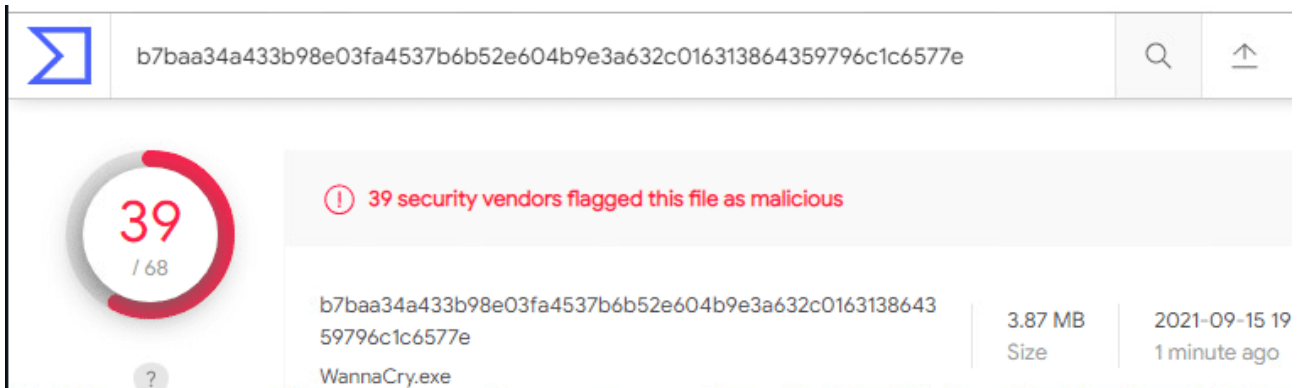 b7baa34a433b98e03fa4537b6b52e604b9e3a632c016313864359796c1c6577e
39
/ 68
39 security vendors flagged this file as malicious
b7baa34a433b98e03fa4537b6b52e604b9e3a632c0163138643
59796c1c6577e
WannaCry.exe
3.87 MB
Size
2021-09-15 19
1 minute ago
?